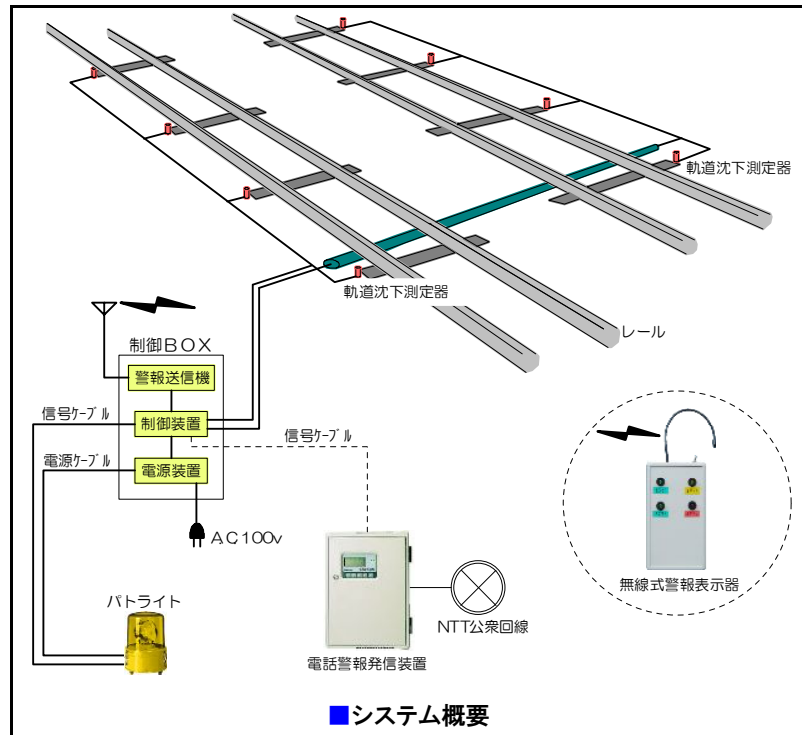 軌道沈下測定器
軌道沈下測定器
レール
制御BOX
警報送信機
信号ｹｰﾌﾞﾙ
制御装置
信号ｹｰﾌﾞﾙ
電源ｹｰﾌﾞﾙ
電源装置
AC100v
無線式警報表示器
パトライト
NTT公衆回線
電話警報発信装置
■システム概要